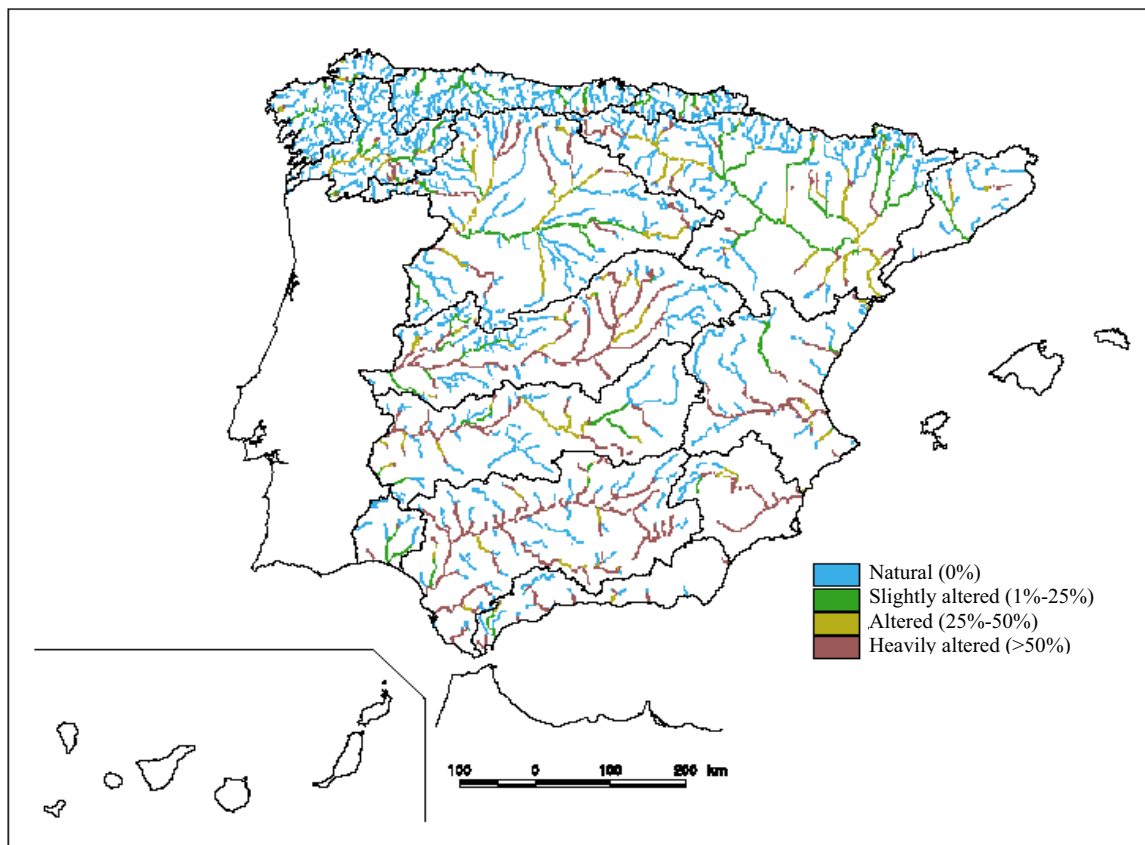 Natural (0%)
Slightly altered (1%-25%)
Altered (25%-50%)
Heavily altered (>50%)
100 0 100 200 km